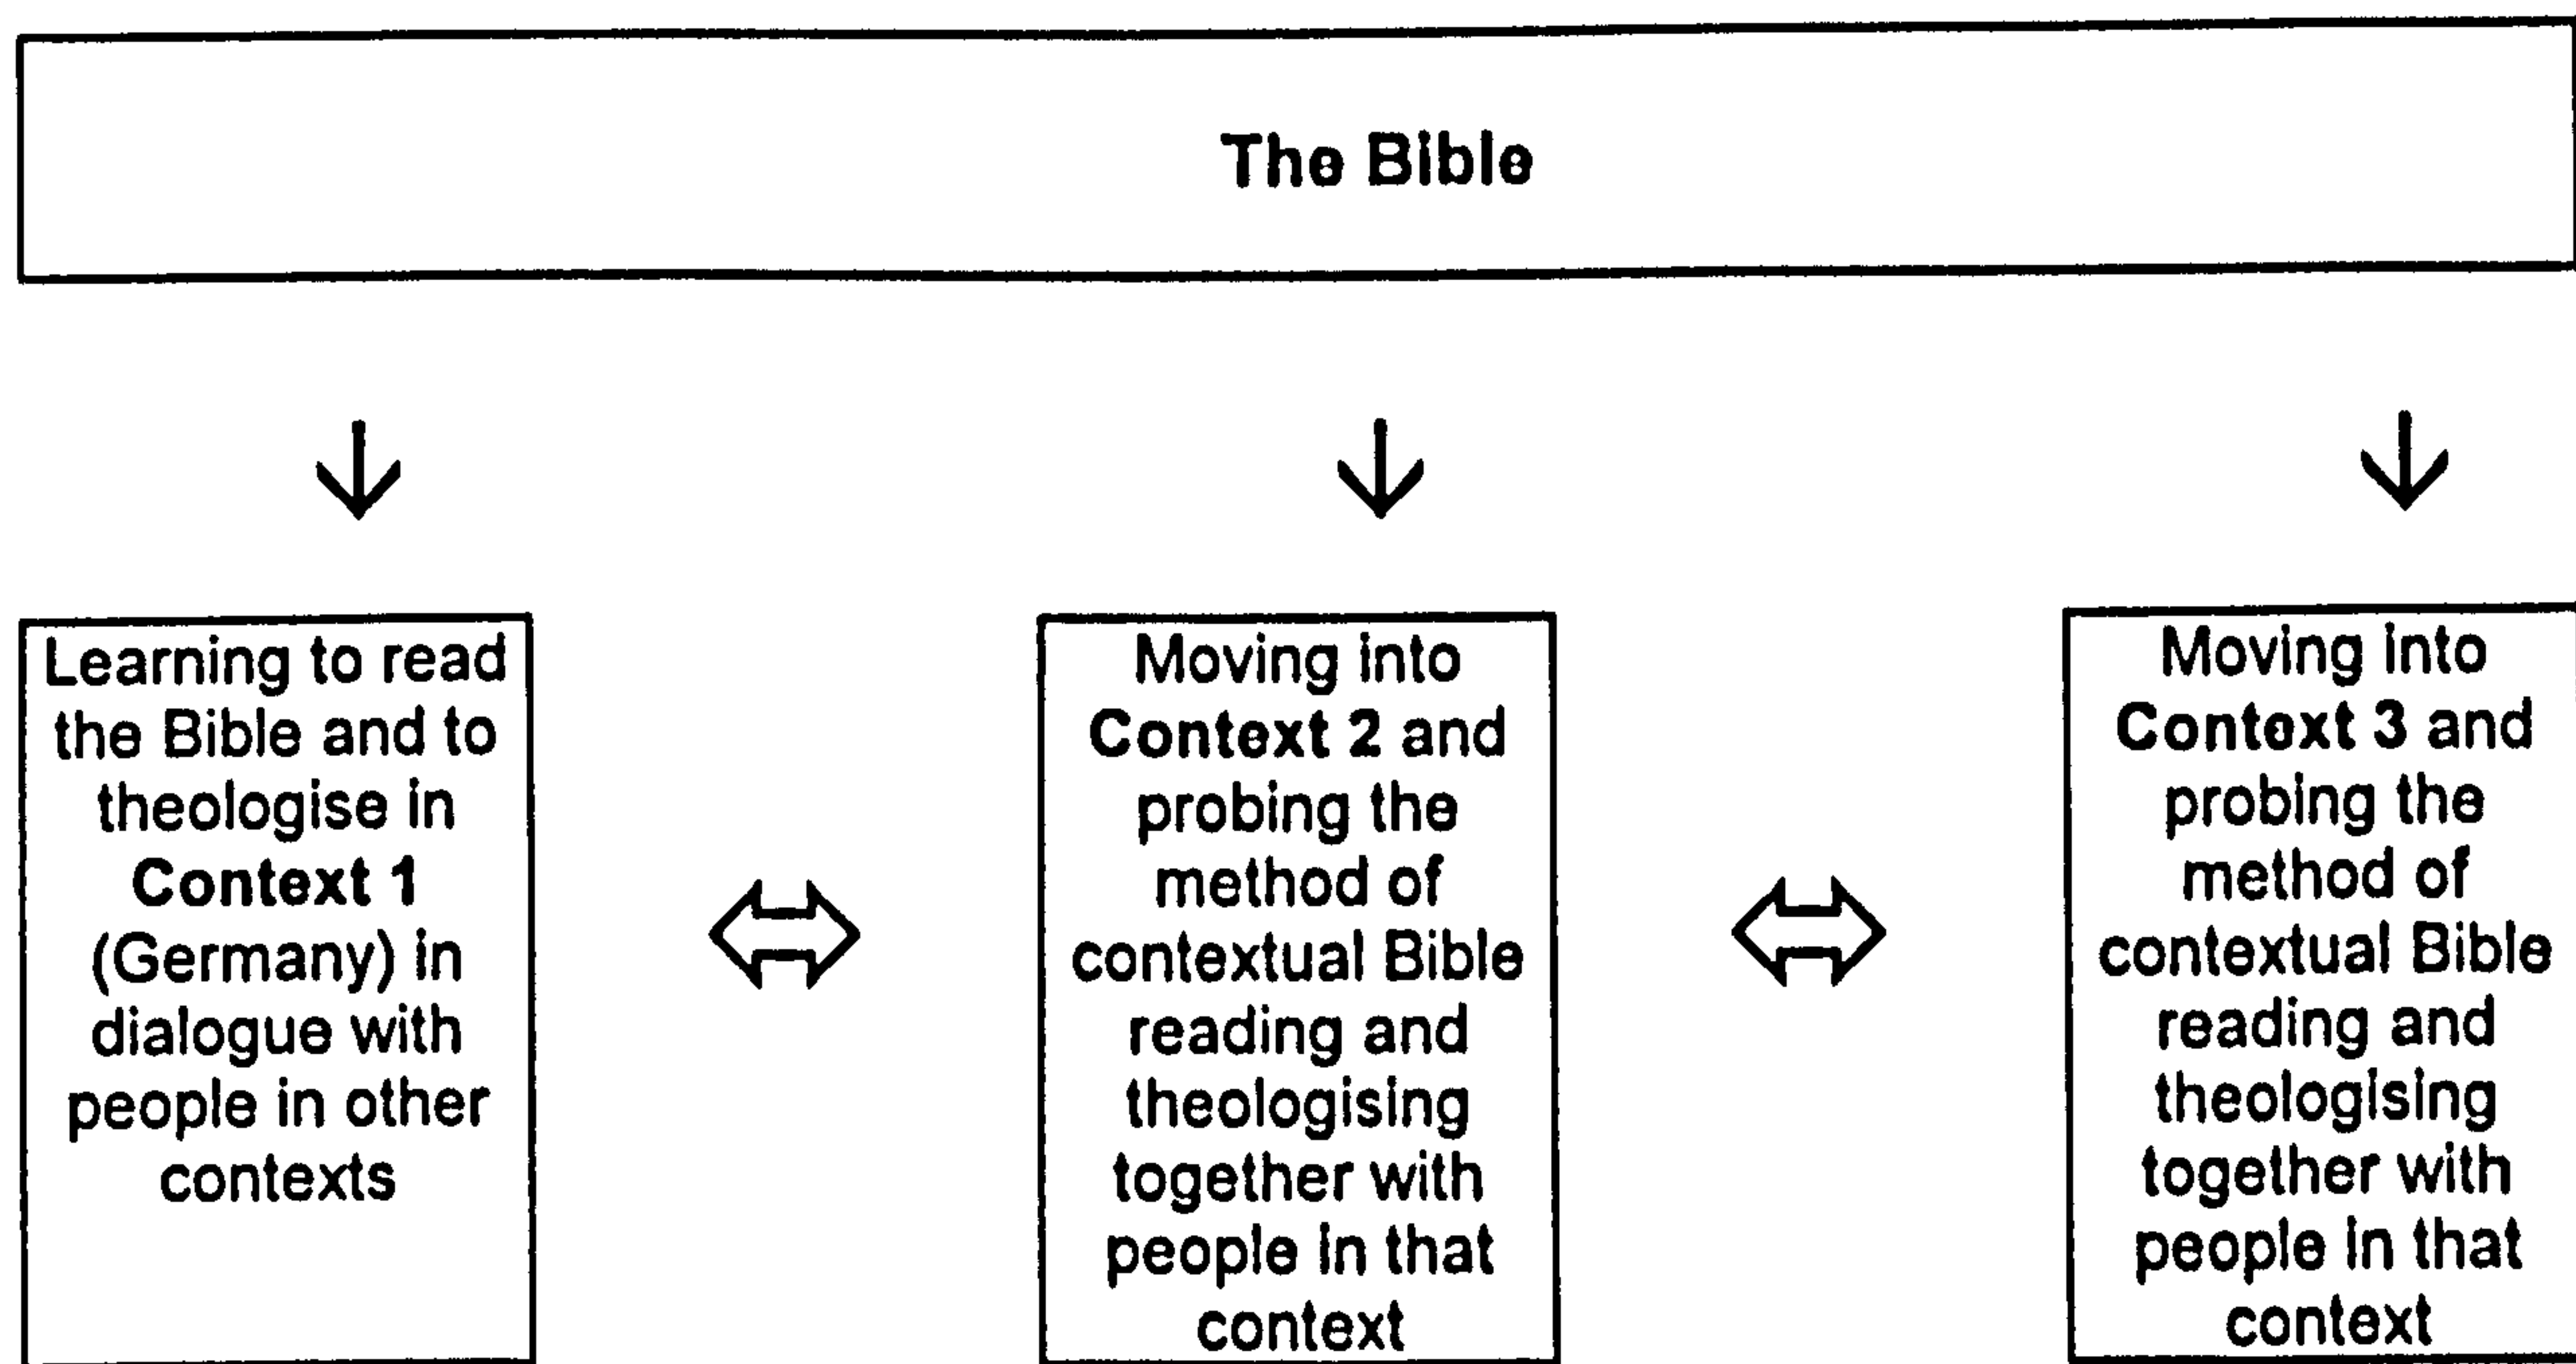 The Bible
Learning to read
the Bible and to
theologise in
Context 1
(Germany) in
dialogue with
people in other
contexts
Moving into
Context 2 and
probing the
method of
contextual Bible
reading and
theologising
together with
people in that
context
Moving into
Context 3 and
probing the
method of
contextual Bible
reading and
theologising
together with
people in that
context